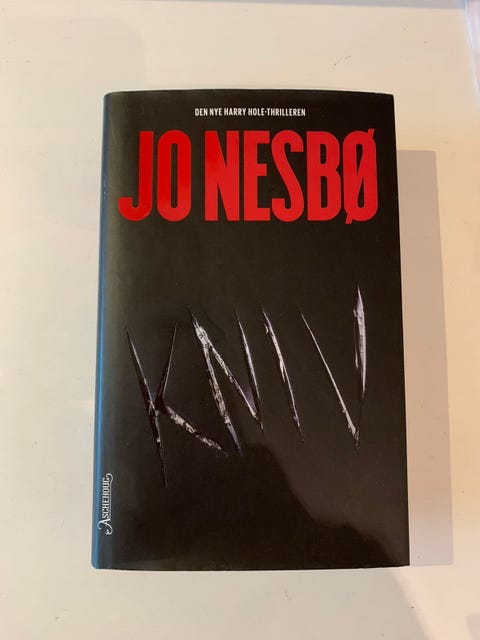 DEN NYE HARRY HOLE-THRILLEREN
JO NESBØ
KNIV
ASCHEHOUG